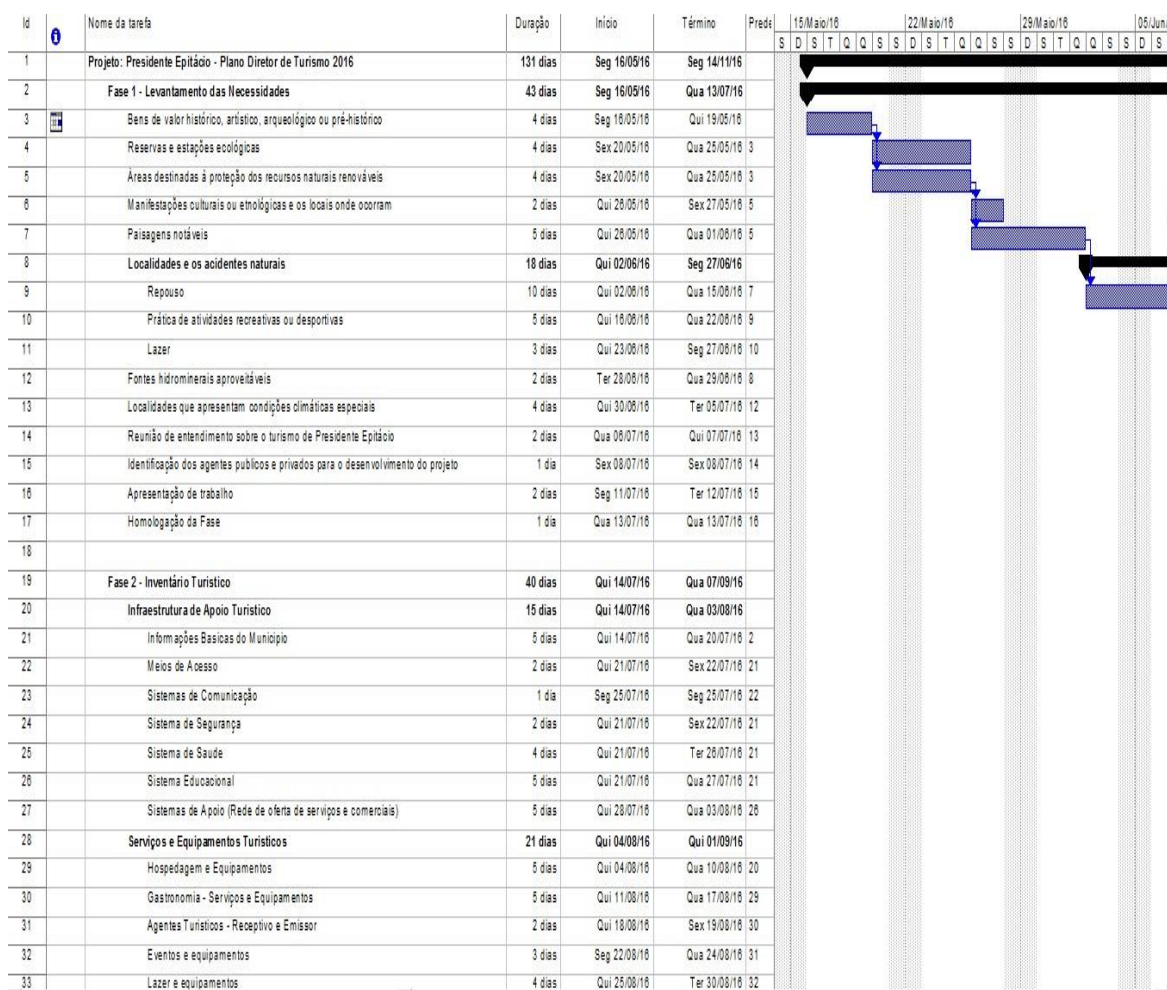 Id Nome da tarefa Duração Início Término Prede 15/Maio/16 22/Maio/16 29/Maio/16 05/Jun
S D S T Q Q S S D S T Q Q S S D S T Q Q S S D S
1 Projeto: Presidente Epitácio - Plano Diretor de Turismo 2016 131 dias Seg 16/05/16 Seg 14/11/16
2 Fase 1 - Levantamento das Necessidades 43 dias Seg 16/05/16 Qua 13/07/16
3 Bens de valor histórico, artístico, arqueológico ou pré-histórico 4 dias Seg 16/05/16 Qui 19/05/16
4 Reservas e estações ecológicas 4 dias Sex 20/05/16 Qua 25/05/16 3
5 Áreas destinadas à proteção dos recursos naturais renováveis 4 dias Sex 20/05/16 Qua 25/05/16 3
6 Manifestações culturais ou etnológicas e os locais onde ocorram 2 dias Qui 26/05/16 Sex 27/05/16 5
7 Paisagens notáveis 5 dias Qui 26/05/16 Qua 01/06/16 5
8 Localidades e os acidentes naturais 18 dias Qui 02/06/16 Seg 27/06/16
9 Repouso 10 dias Qui 02/06/16 Qua 15/06/16 7
10 Prática de atividades recreativas ou desportivas 5 dias Qui 16/06/16 Qua 22/06/16 9
11 Lazer 3 dias Qui 23/06/16 Seg 27/06/16 10
12 Fontes hidrominerais aproveitáveis 2 dias Ter 28/06/16 Qua 29/06/16 8
13 Localidades que apresentam condições climáticas especiais 4 dias Qui 30/06/16 Ter 05/07/16 12
14 Reunião de entendimento sobre o turismo de Presidente Epitácio 2 dias Qua 06/07/16 Qui 07/07/16 13
15 Identificação dos agentes publicos e privados para o desenvolvimento do projeto 1 dia Sex 08/07/16 Sex 08/07/16 14
16 Apresentação de trabalho 2 dias Seg 11/07/16 Ter 12/07/16 15
17 Homologação da Fase 1 dia Qua 13/07/16 Qua 13/07/16 16
18
19 Fase 2 - Inventário Turistico 40 dias Qui 14/07/16 Qua 07/09/16
20 Infraestrutura de Apoio Turistico 15 dias Qui 14/07/16 Qua 03/08/16
21 Informações Basicas do Municipio 5 dias Qui 14/07/16 Qua 20/07/16 2
22 Meios de Acesso 2 dias Qui 21/07/16 Sex 22/07/16 21
23 Sistemas de Comunicação 1 dia Seg 25/07/16 Seg 25/07/16 22
24 Sistema de Segurança 2 dias Qui 21/07/16 Sex 22/07/16 21
25 Sistema de Saude 4 dias Qui 21/07/16 Ter 26/07/16 21
26 Sistema Educacional 5 dias Qui 21/07/16 Qua 27/07/16 21
27 Sistemas de Apoio (Rede de oferta de serviços e comerciais) 5 dias Qui 28/07/16 Qua 03/08/16 26
28 Serviços e Equipamentos Turisticos 21 dias Qui 04/08/16 Qui 01/09/16
29 Hospedagem e Equipamentos 5 dias Qui 04/08/16 Qua 10/08/16 20
30 Gastronomia - Serviços e Equipamentos 5 dias Qui 11/08/16 Qua 17/08/16 29
31 Agentes Turisticos - Receptivo e Emissor 2 dias Qui 18/08/16 Sex 19/08/16 30
32 Eventos e equipamentos 3 dias Seg 22/08/16 Qua 24/08/16 31
33 Lazer e equipamentos 4 dias Qui 25/08/16 Ter 30/08/16 32